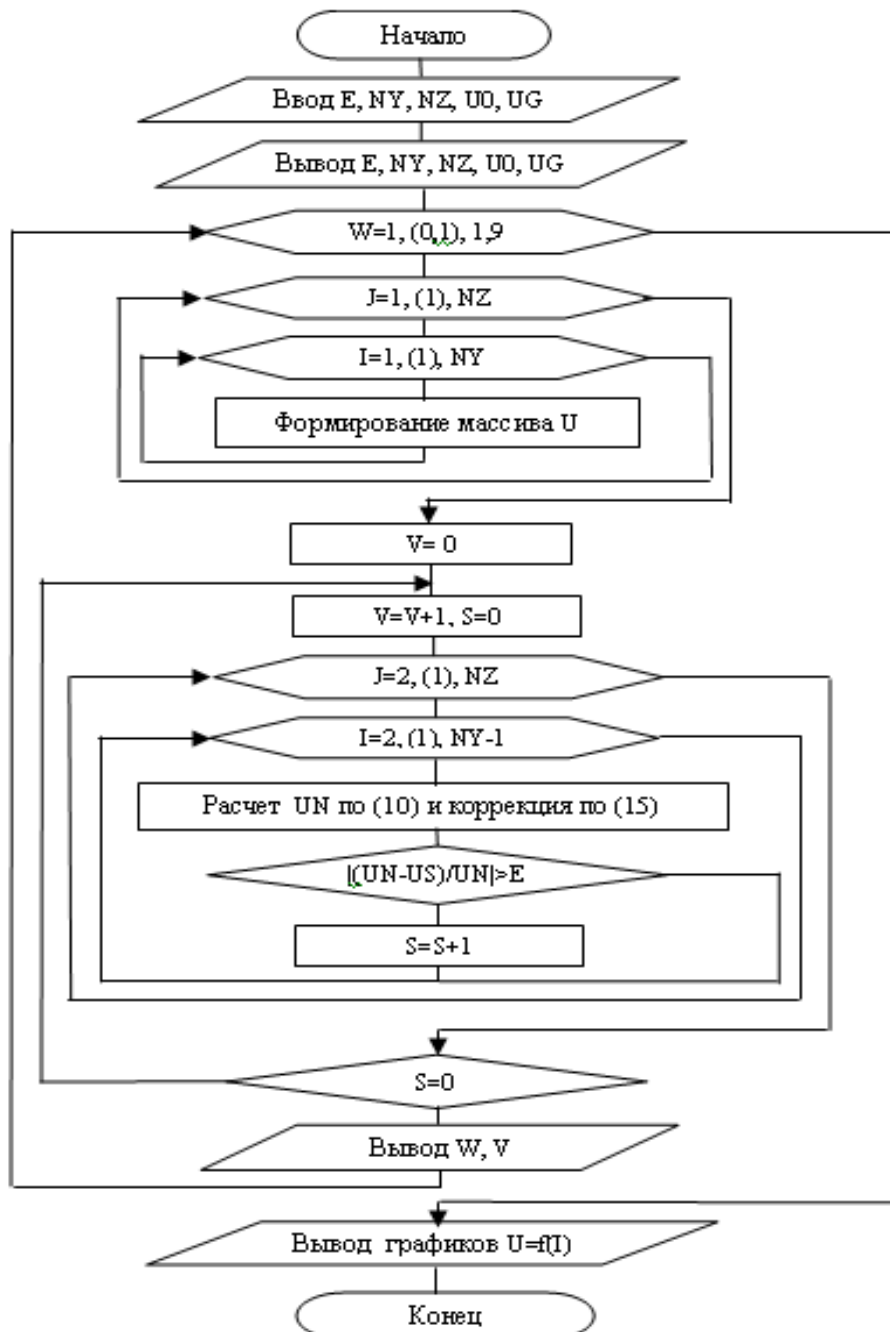 Начало
Ввод E, NY, NZ, U0, UG
Вывод E, NY, NZ, U0, UG
W=1, (0,1), 1,9
J=1, (1), NZ
I=1, (1), NY
Формирование массива U
V= 0
V=V+1, S=0
J=2, (1), NZ
I=2, (1), NY-1
Расчет UN по (10) и коррекция по (15)
|(UN-US)/UN|>E
S=S+1
S=0
Вывод W, V
Вывод графиков U=f(I)
Конец